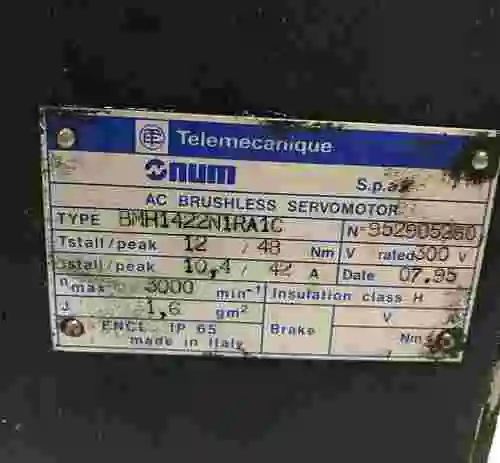 Telemecanique
num S.p.a.
AC BRUSHLESS SERVOMOTOR
TYPE BMH1422N1RA1C N-952905280
Tstall/peak 12 / 48 Nm V rated 300 V
Istall/peak 10,4 / 42 A Date 07.95
n max 3000 min-1 Insulation class H
J 1,6 gm² V A
ENCL. IP 65 Brake Nm
made in Italy